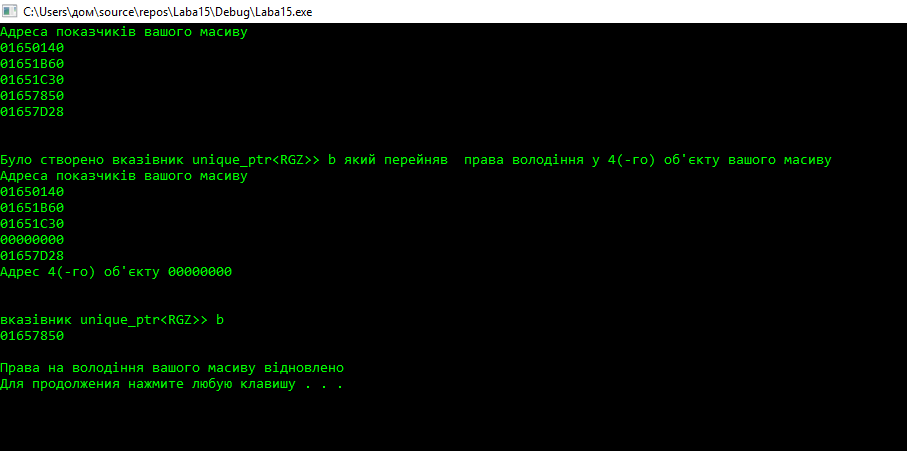 C:\Users\дом\source\repos\Laba15\Debug\Laba15.exe
Адреса показчиків вашого масиву
01650140
01651B60
01651C30
01657850
01657D28
Було створено вказівник unique_ptr<RGZ>> b який перейняв  права володіння у 4(-го) об'єкту вашого масиву
Адреса показчиків вашого масиву
01650140
01651B60
01651C30
00000000
01657D28
Адрес 4(-го) об'єкту 00000000
вказівник unique_ptr<RGZ>> b
01657850
Права на володіння вашого масиву відновлено
Для продолжения нажмите любую клавишу . . .